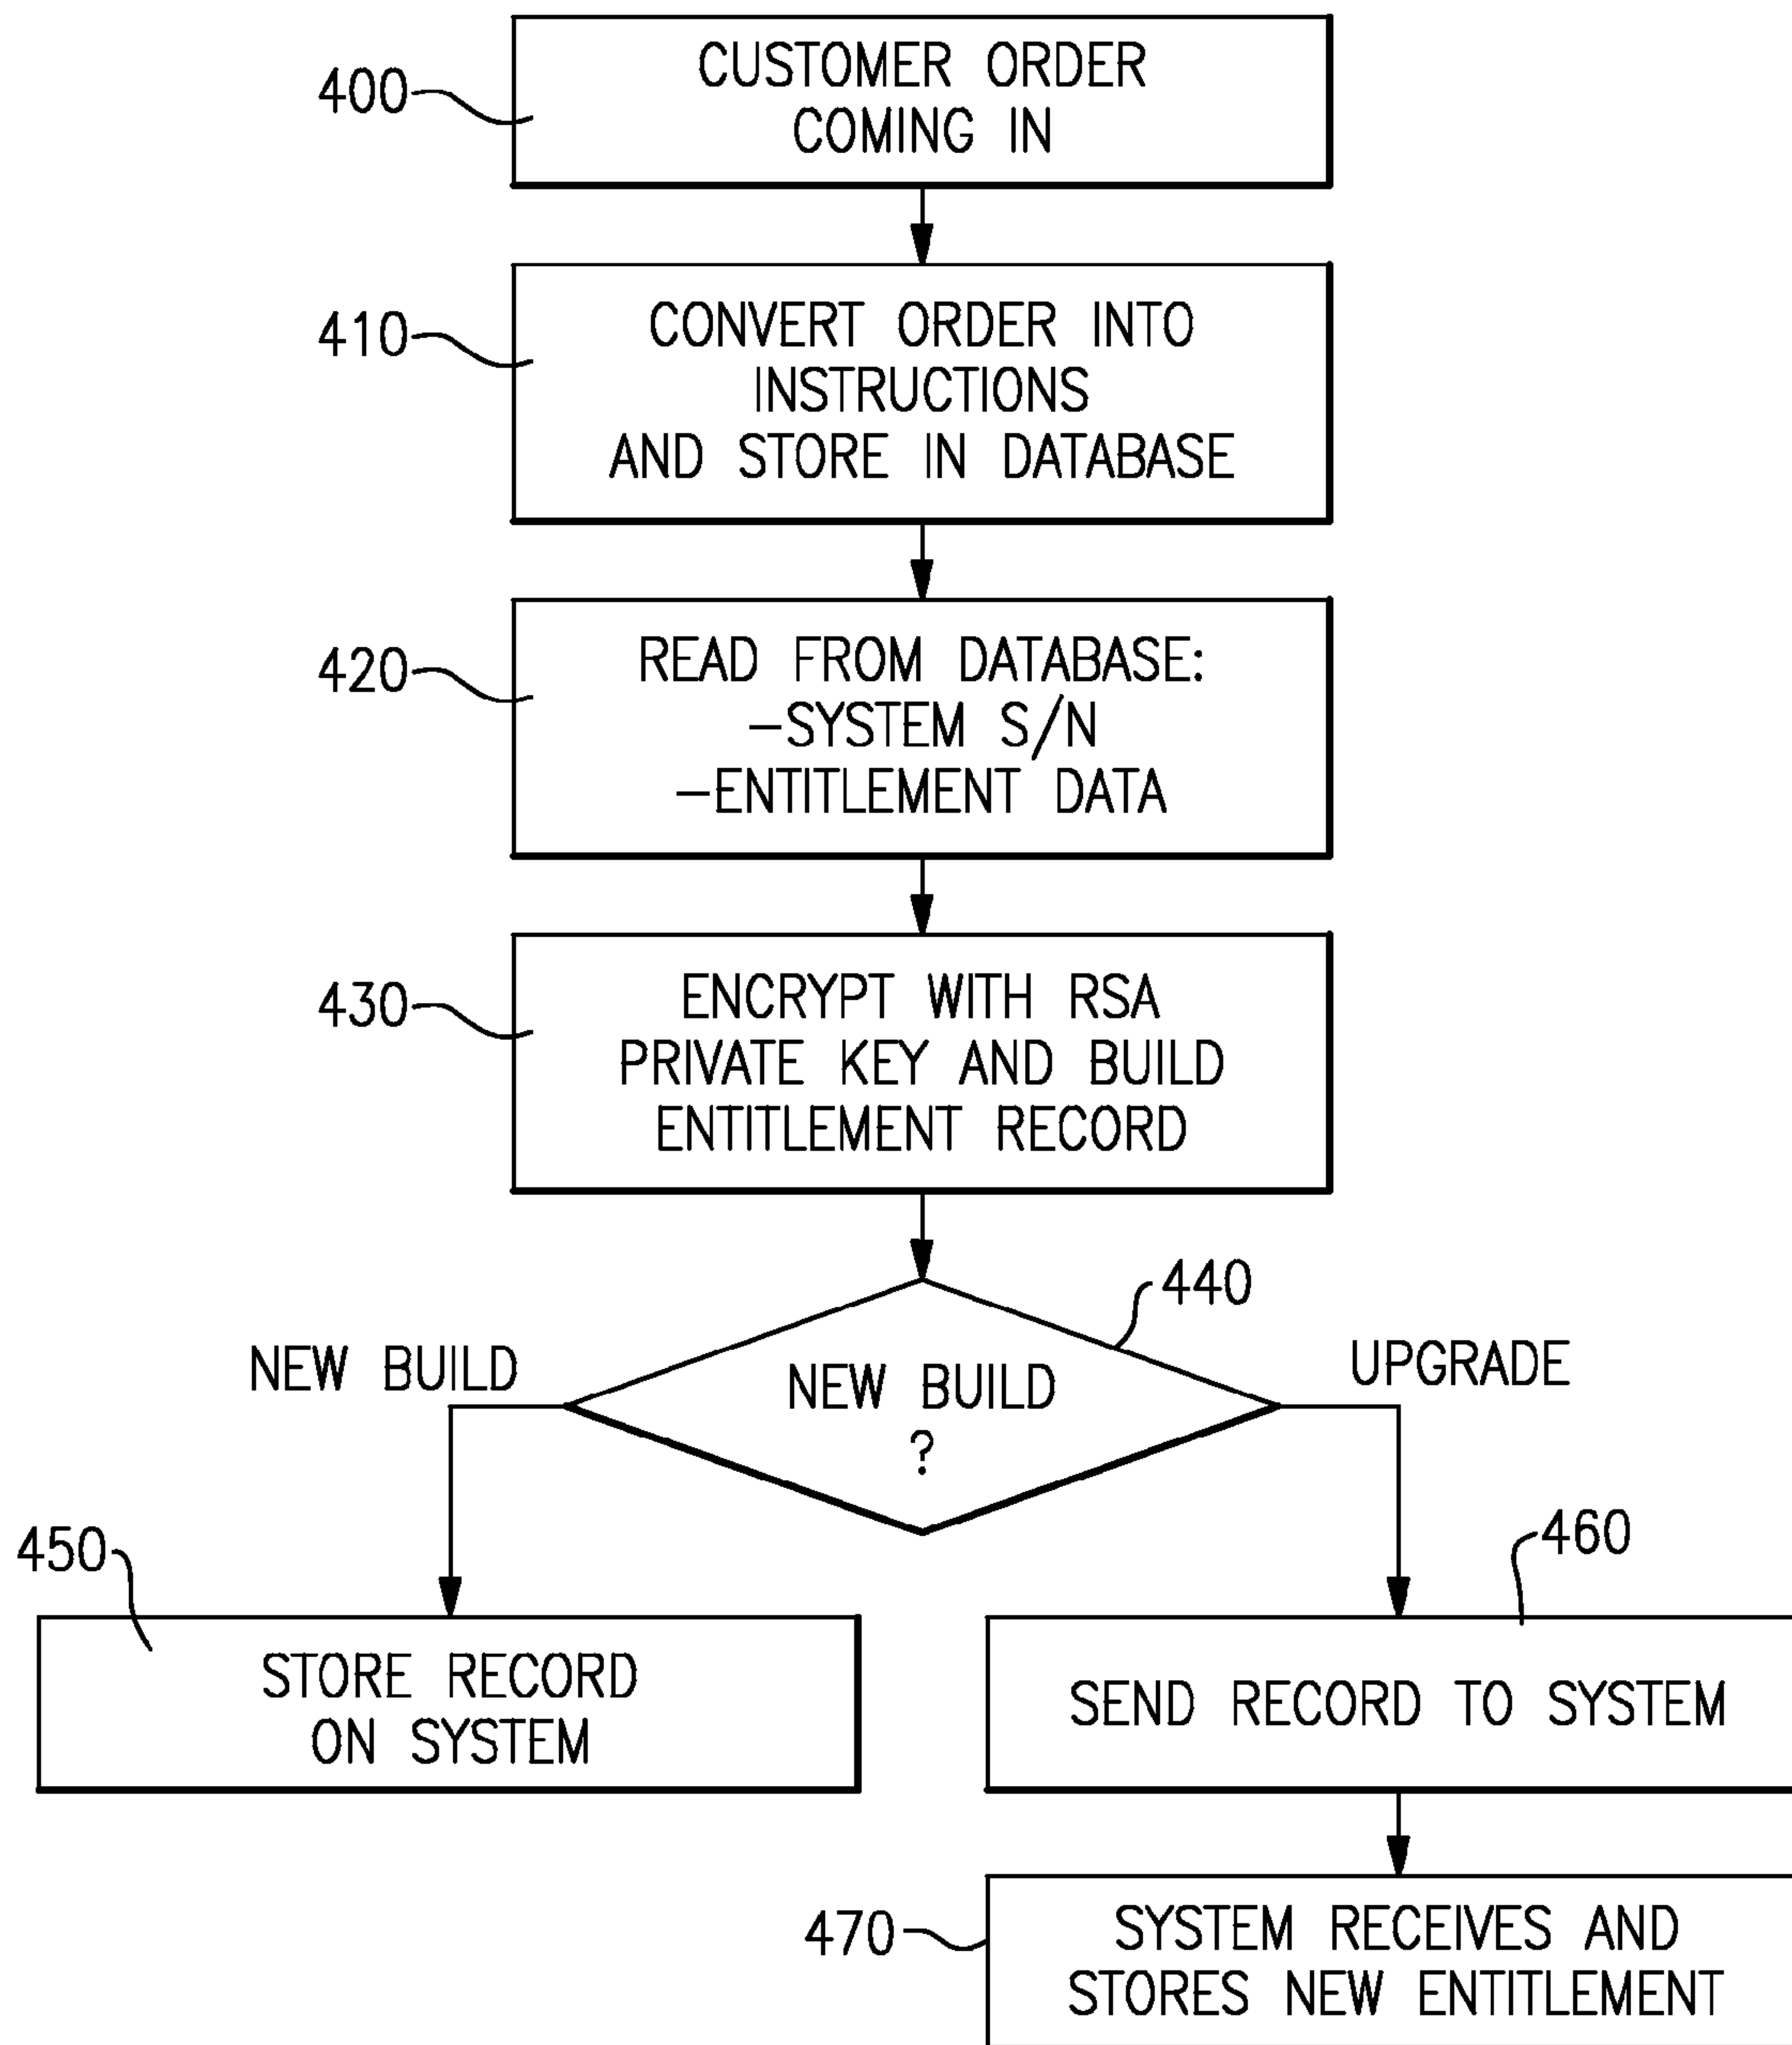 CUSTOMER ORDER
COMING IN
400
CONVERT ORDER INTO
INSTRUCTIONS
AND STORE IN DATABASE
410
READ FROM DATABASE:
-SYSTEM S/N
-ENTITLEMENT DATA
420
ENCRYPT WITH RSA
PRIVATE KEY AND BUILD
ENTITLEMENT RECORD
430
440
NEW BUILD
NEW BUILD
?
UPGRADE
450
STORE RECORD
ON SYSTEM
460
SEND RECORD TO SYSTEM
470
SYSTEM RECEIVES AND
STORES NEW ENTITLEMENT